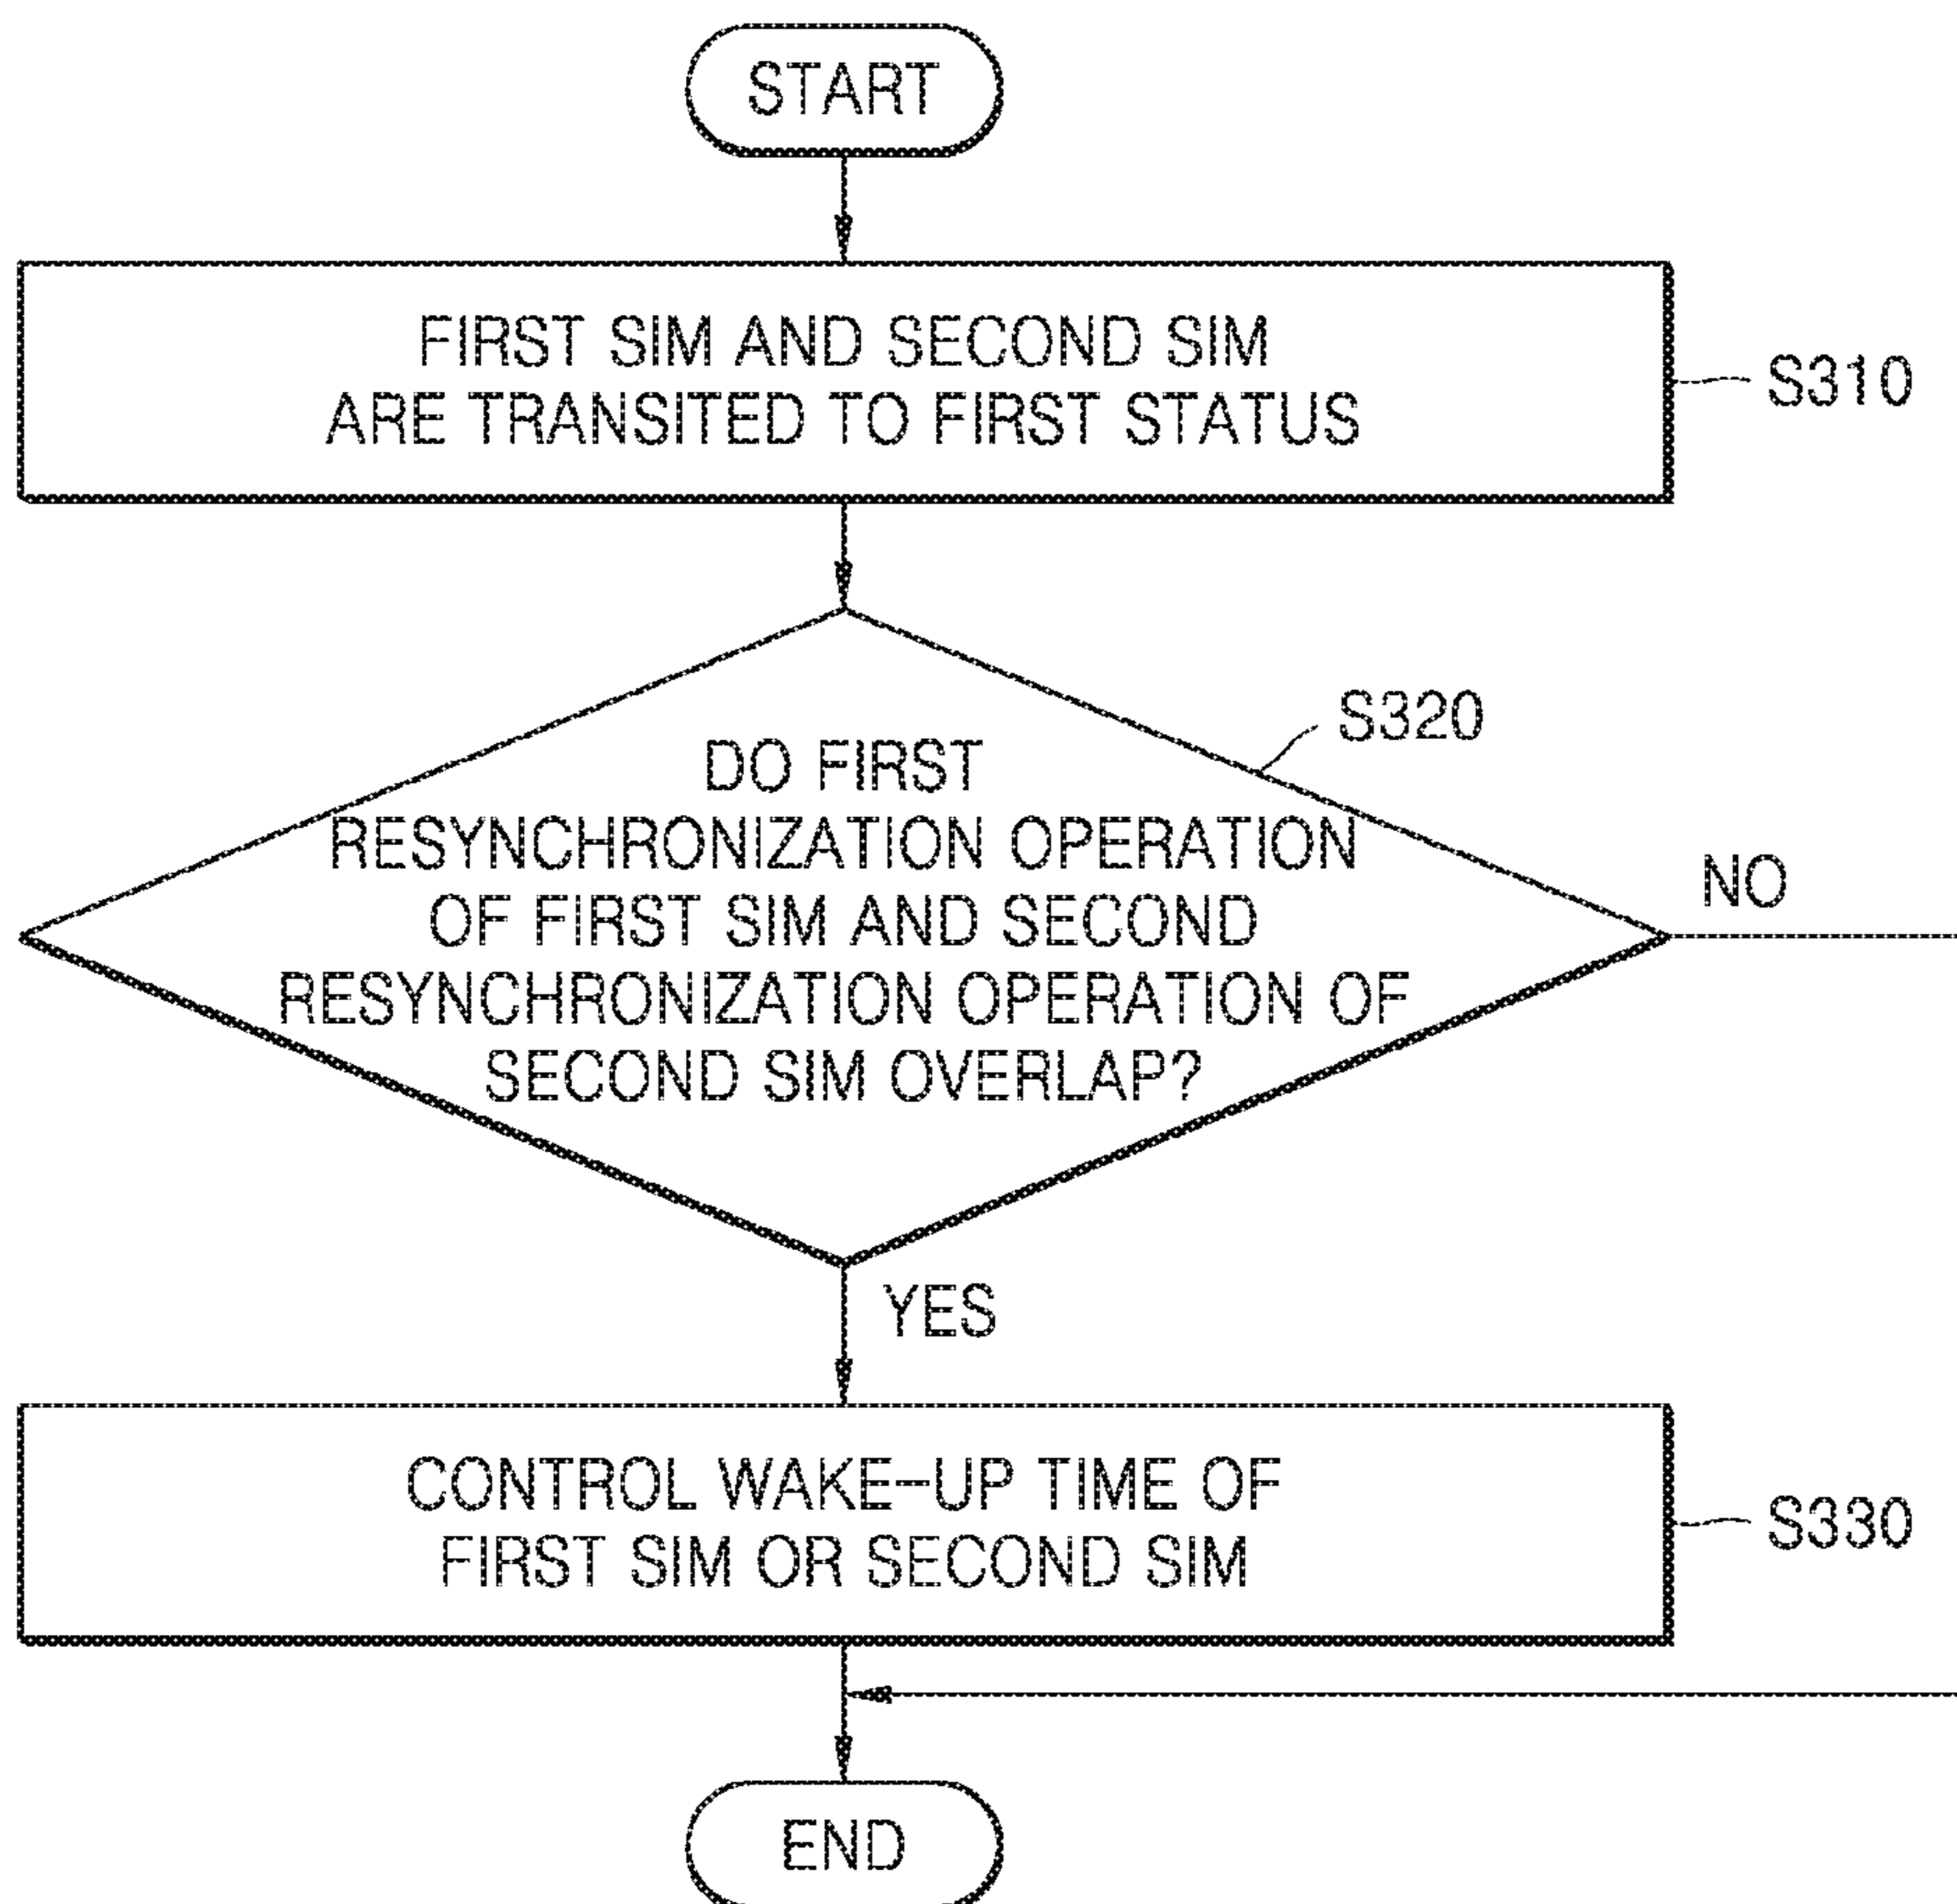 START
FIRST SIM AND SECOND SIM
ARE TRANSITED TO FIRST STATUS
S310
S320
DO FIRST
RESYNCHRONIZATION OPERATION
OF FIRST SIM AND SECOND
RESYNCHRONIZATION OPERATION OF
SECOND SIM OVERLAP?
NO
YES
CONTROL WAKE-UP TIME OF
FIRST SIM OR SECOND SIM
S330
END